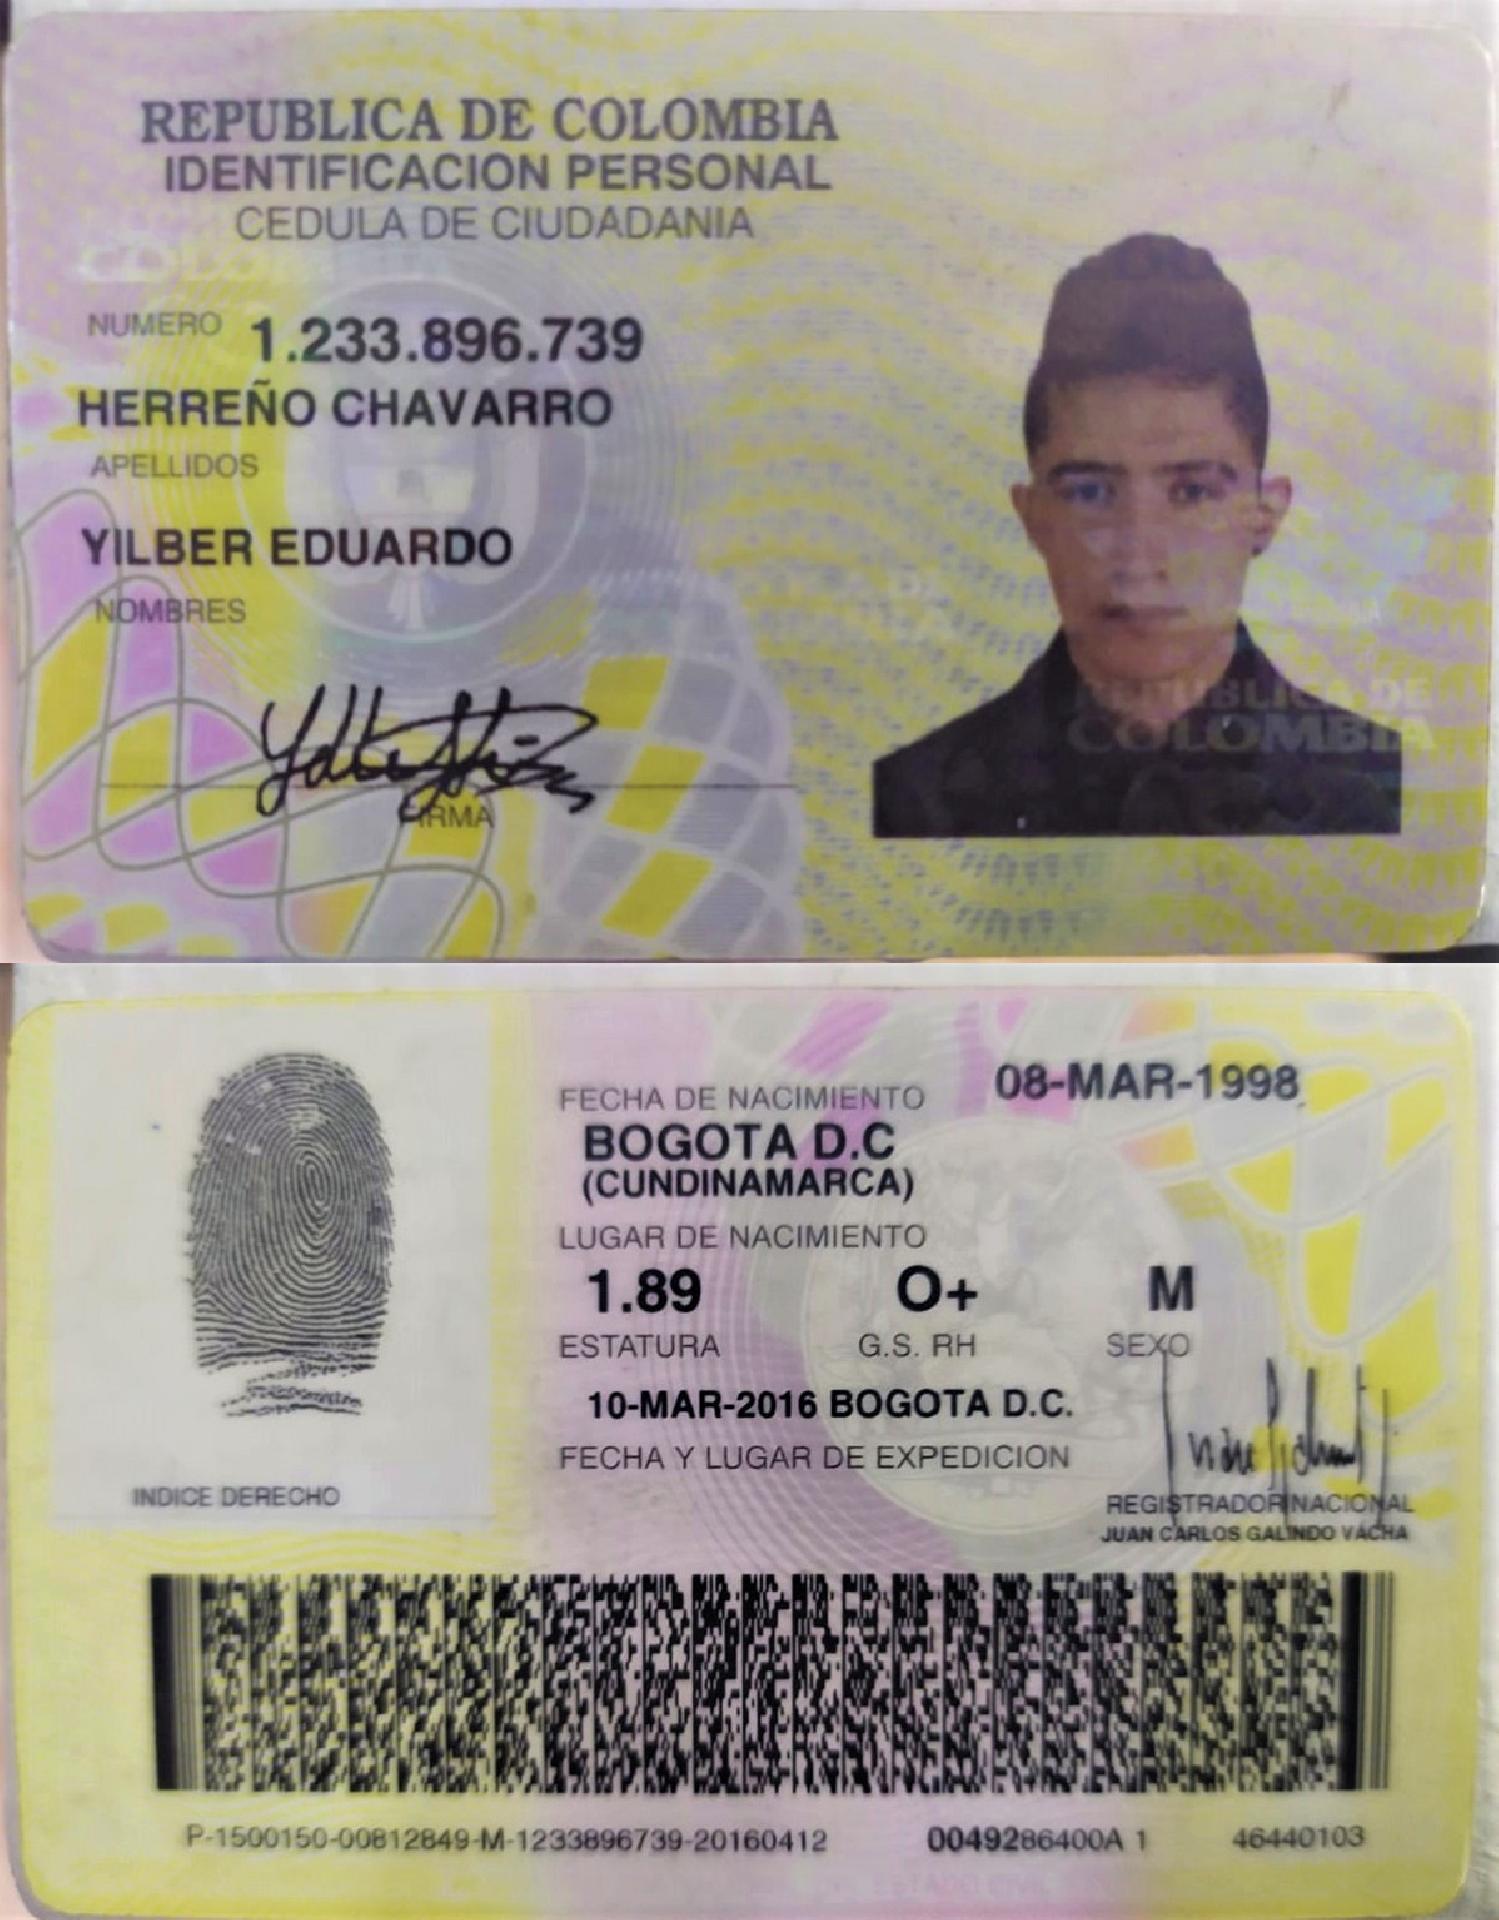 REPUBLICA DE COLOMBIA
IDENTIFICACION PERSONAL
CEDULA DE CIUDADANIA
NUMERO 1.233.896.739
HERREÑO CHAVARRO
APELLIDOS
YILBER EDUARDO
NOMBRES
FIRMA
REPUBLICA DE
COLOMBIA
FECHA DE NACIMIENTO 08-MAR-1998
BOGOTA D.C
(CUNDINAMARCA)
LUGAR DE NACIMIENTO
1.89 O+ M
ESTATURA G.S. RH SEXO
10-MAR-2016 BOGOTA D.C.
FECHA Y LUGAR DE EXPEDICION
INDICE DERECHO
REGISTRADOR NACIONAL
JUAN CARLOS GALINDO VACHA
P-1500150-00812849-M-1233896739-20160412 0049286400A 1 46440103